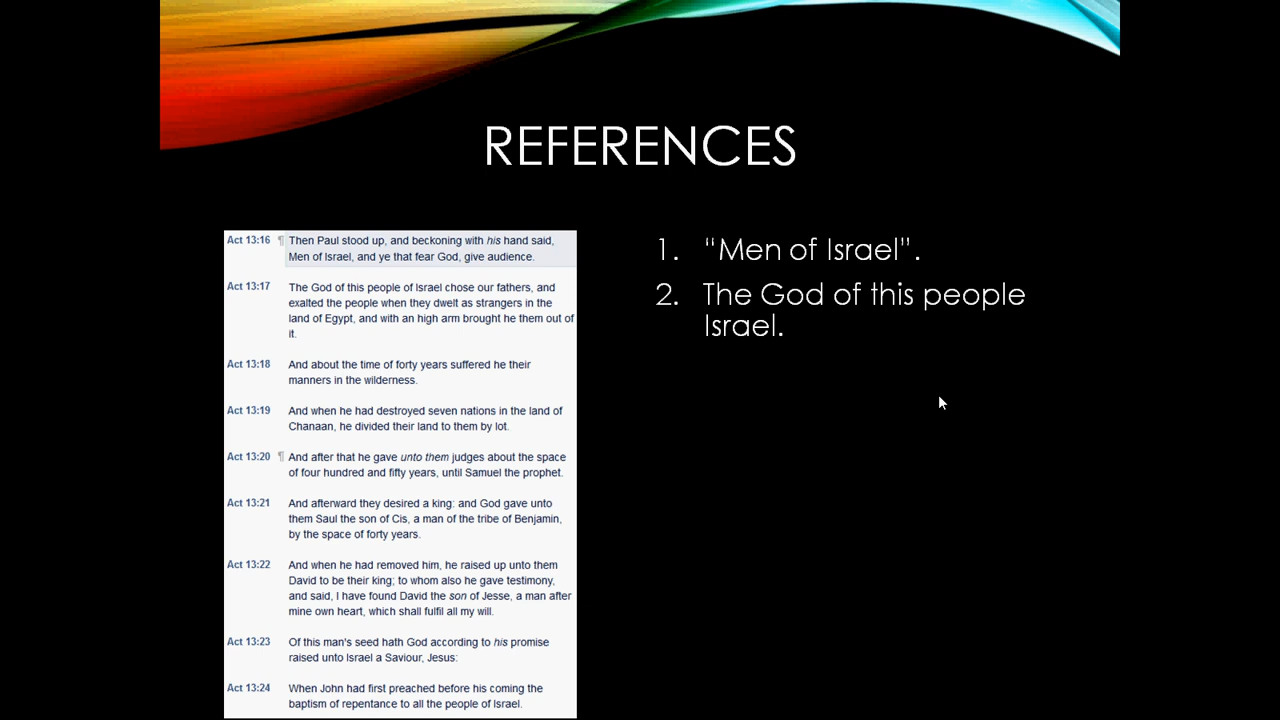 REFERENCES
Act 13:16 ¶ Then Paul stood up, and beckoning with his hand said,
Men of Israel, and ye that fear God, give audience.
Act 13:17 The God of this people of Israel chose our fathers, and
exalted the people when they dwelt as strangers in the
land of Egypt, and with an high arm brought he them out of
it.
Act 13:18 And about the time of forty years suffered he their
manners in the wilderness.
Act 13:19 And when he had destroyed seven nations in the land of
Chanaan, he divided their land to them by lot.
Act 13:20 ¶ And after that he gave unto them judges about the space
of four hundred and fifty years, until Samuel the prophet.
Act 13:21 And afterward they desired a king: and God gave unto
them Saul the son of Cis, a man of the tribe of Benjamin,
by the space of forty years.
Act 13:22 And when he had removed him, he raised up unto them
David to be their king; to whom also he gave testimony,
and said, I have found David the son of Jesse, a man after
mine own heart, which shall fulfil all my will.
Act 13:23 Of this man's seed hath God according to his promise
raised unto Israel a Saviour, Jesus:
Act 13:24 When John had first preached before his coming the
baptism of repentance to all the people of Israel.
1. “Men of Israel”.
2. The God of this people
Israel.